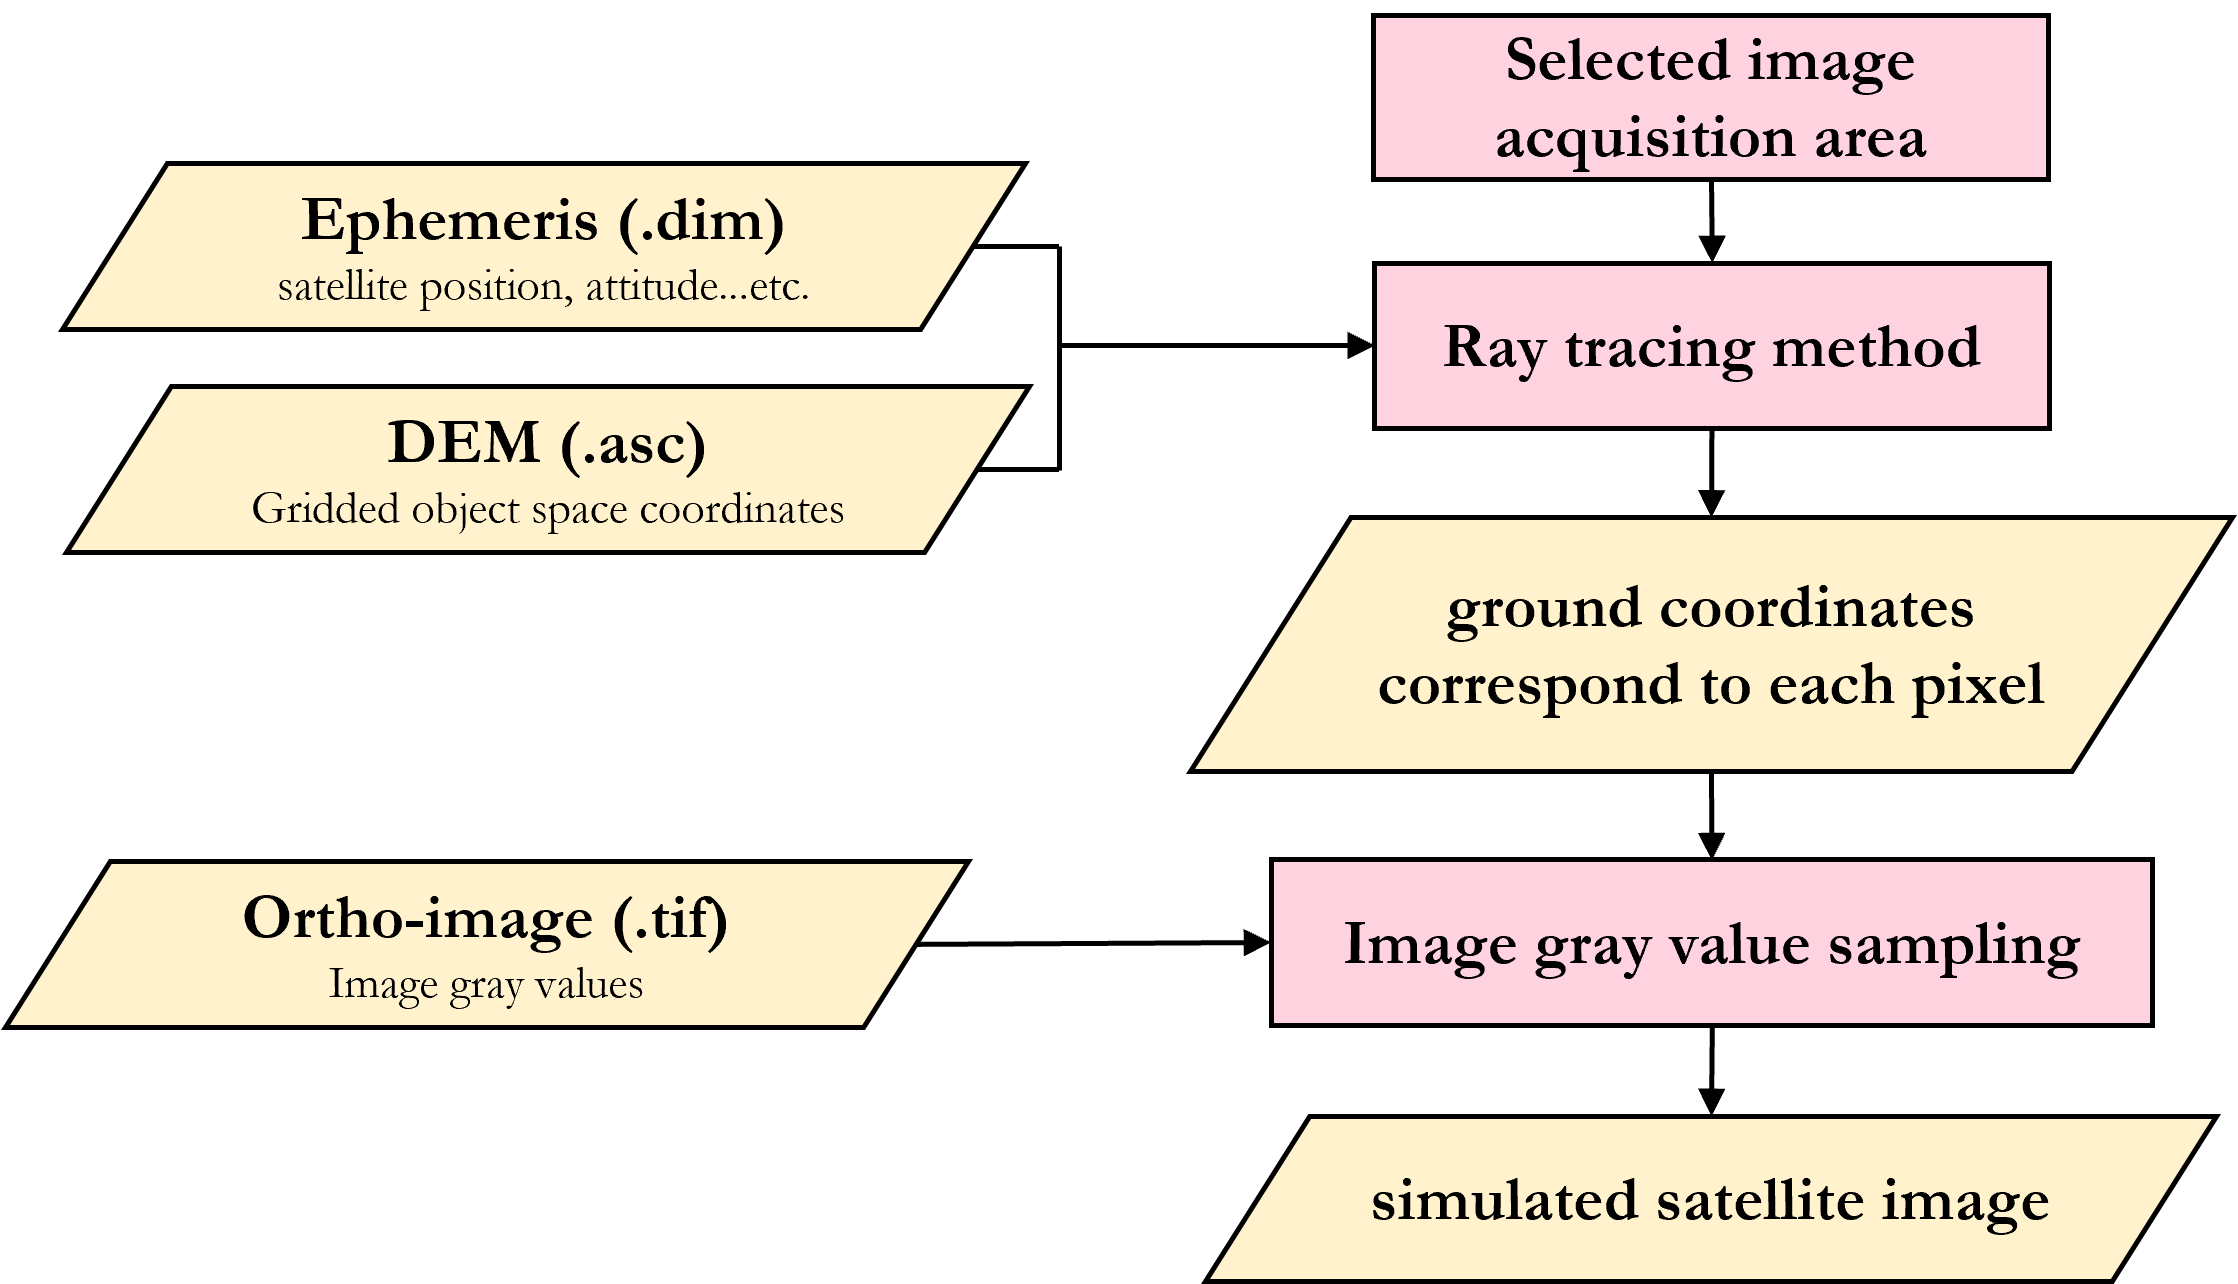 Selected image
acquisition area
Ephemeris (.dim)
satellite position, attitude...etc.
Ray tracing method
DEM (.asc)
Gridded object space coordinates
ground coordinates
correspond to each pixel
Ortho-image (.tif)
Image gray values
Image gray value sampling
simulated satellite image